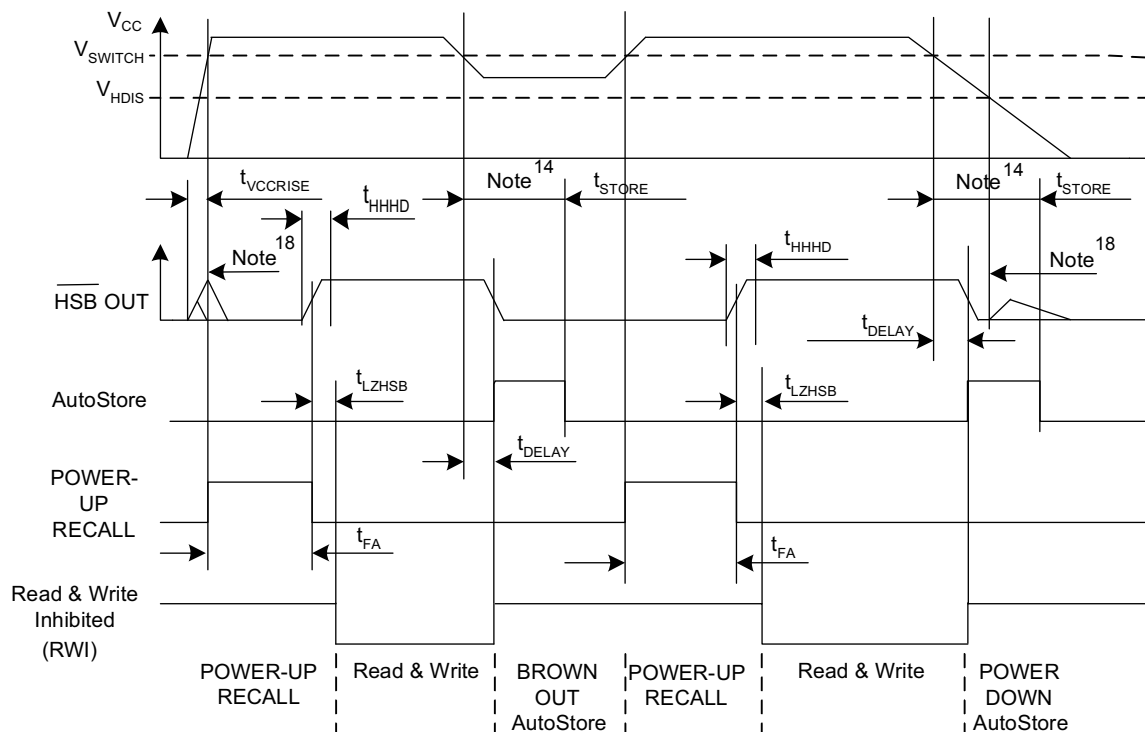 VCC
VSWITCH
VHDIS
tVCCRISE
tHHHD
Note14
tSTORE
Note14
tSTORE
Note18
tHHHD
Note18
HSB OUT
tDELAY
tLZHSB
tLZHSB
AutoStore
tDELAY
POWER-
UP
RECALL
tFA
tFA
Read & Write
Inhibited
(RWI)
POWER-UP
RECALL
Read & Write
BROWN
OUT
AutoStore
POWER-UP
RECALL
Read & Write
POWER
DOWN
AutoStore